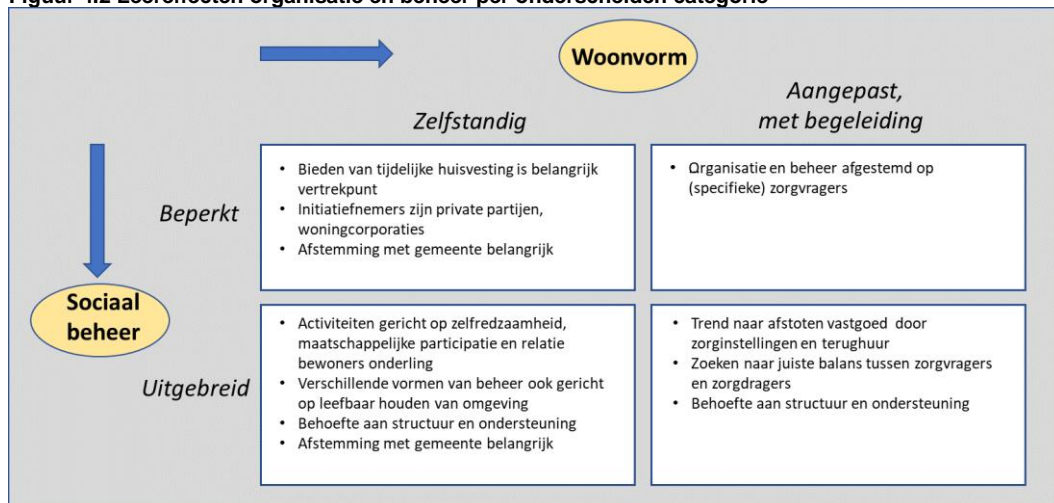 Figuur 4.2 Leereffecten organisatie en beheer per onderscheiden categorie
Woonvorm
Zelfstandig
Aangepast,
met begeleiding
Beperkt
• Bieden van tijdelijke huisvesting is belangrijk
vertrekpunt
• Initiatiefnemers zijn private partijen,
woningcorporaties
• Afstemming met gemeente belangrijk
• Organisatie en beheer afgestemd op
(specifieke) zorgvragers
Sociaal
beheer
Uitgebreid
• Activiteiten gericht op zelfredzaamheid,
maatschappelijke participatie en relatie
bewoners onderling
• Verschillende vormen van beheer ook gericht
op leefbaar houden van omgeving
• Behoefte aan structuur en ondersteuning
• Afstemming met gemeente belangrijk
• Trend naar afstoten vastgoed door
zorginstellingen en terughuur
• Zoeken naar juiste balans tussen zorgvragers
en zorgdragers
• Behoefte aan structuur en ondersteuning